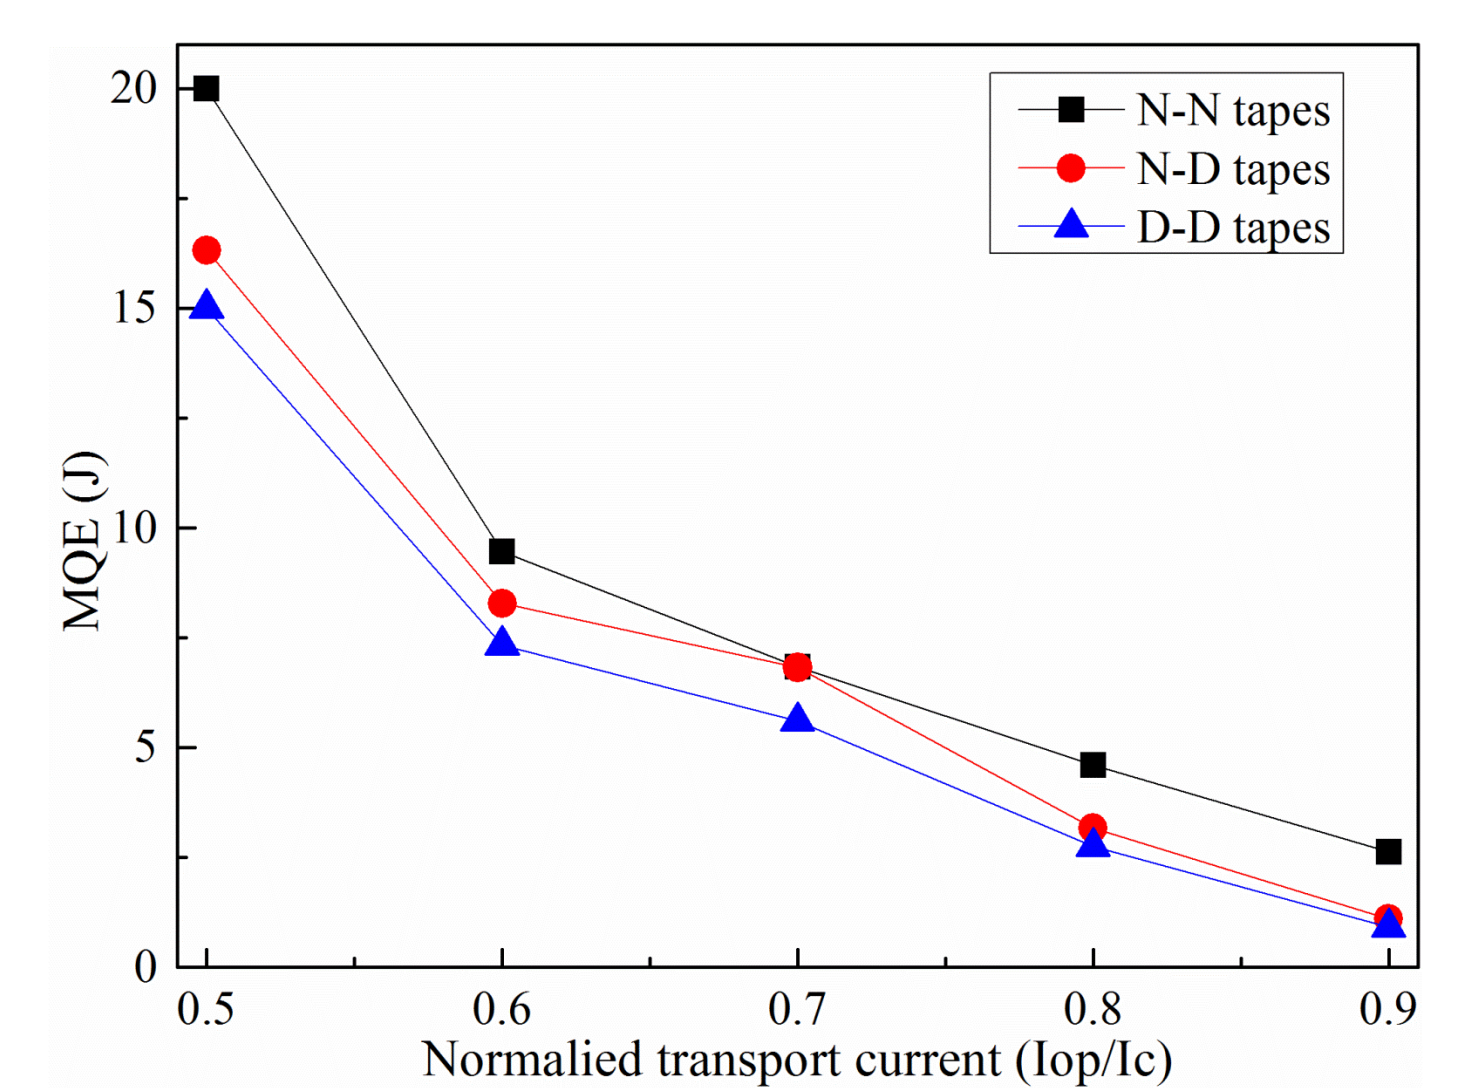 20
15
10
5
0
MQE (J)
N-N tapes
N-D tapes
D-D tapes
0.5 0.6 0.7 0.8 0.9
Normalied transport current (Iop/Ic)